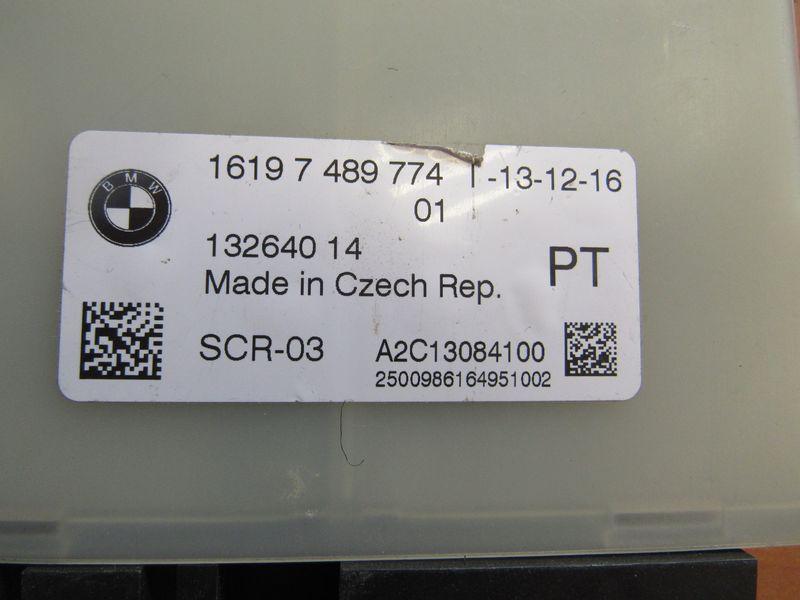 BMW
1619 7 489 774 T-13-12-16
01
132640 14
Made in Czech Rep.
PT
SCR-03
A2C13084100
2500986164951002